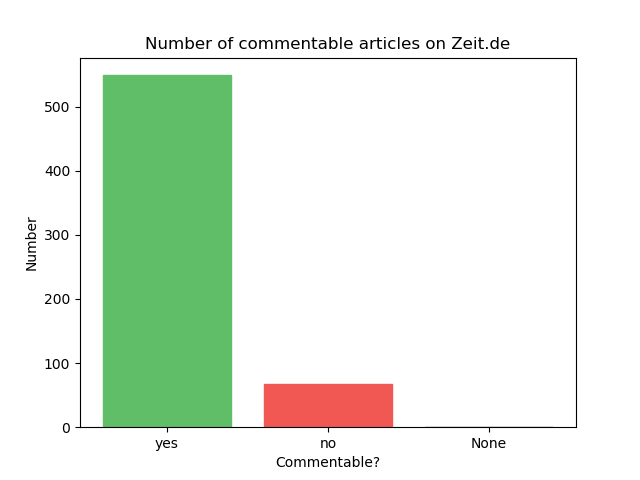 Number of commentable articles on Zeit.de
Number
500
400
300
200
100
0
yes no None
Commentable?